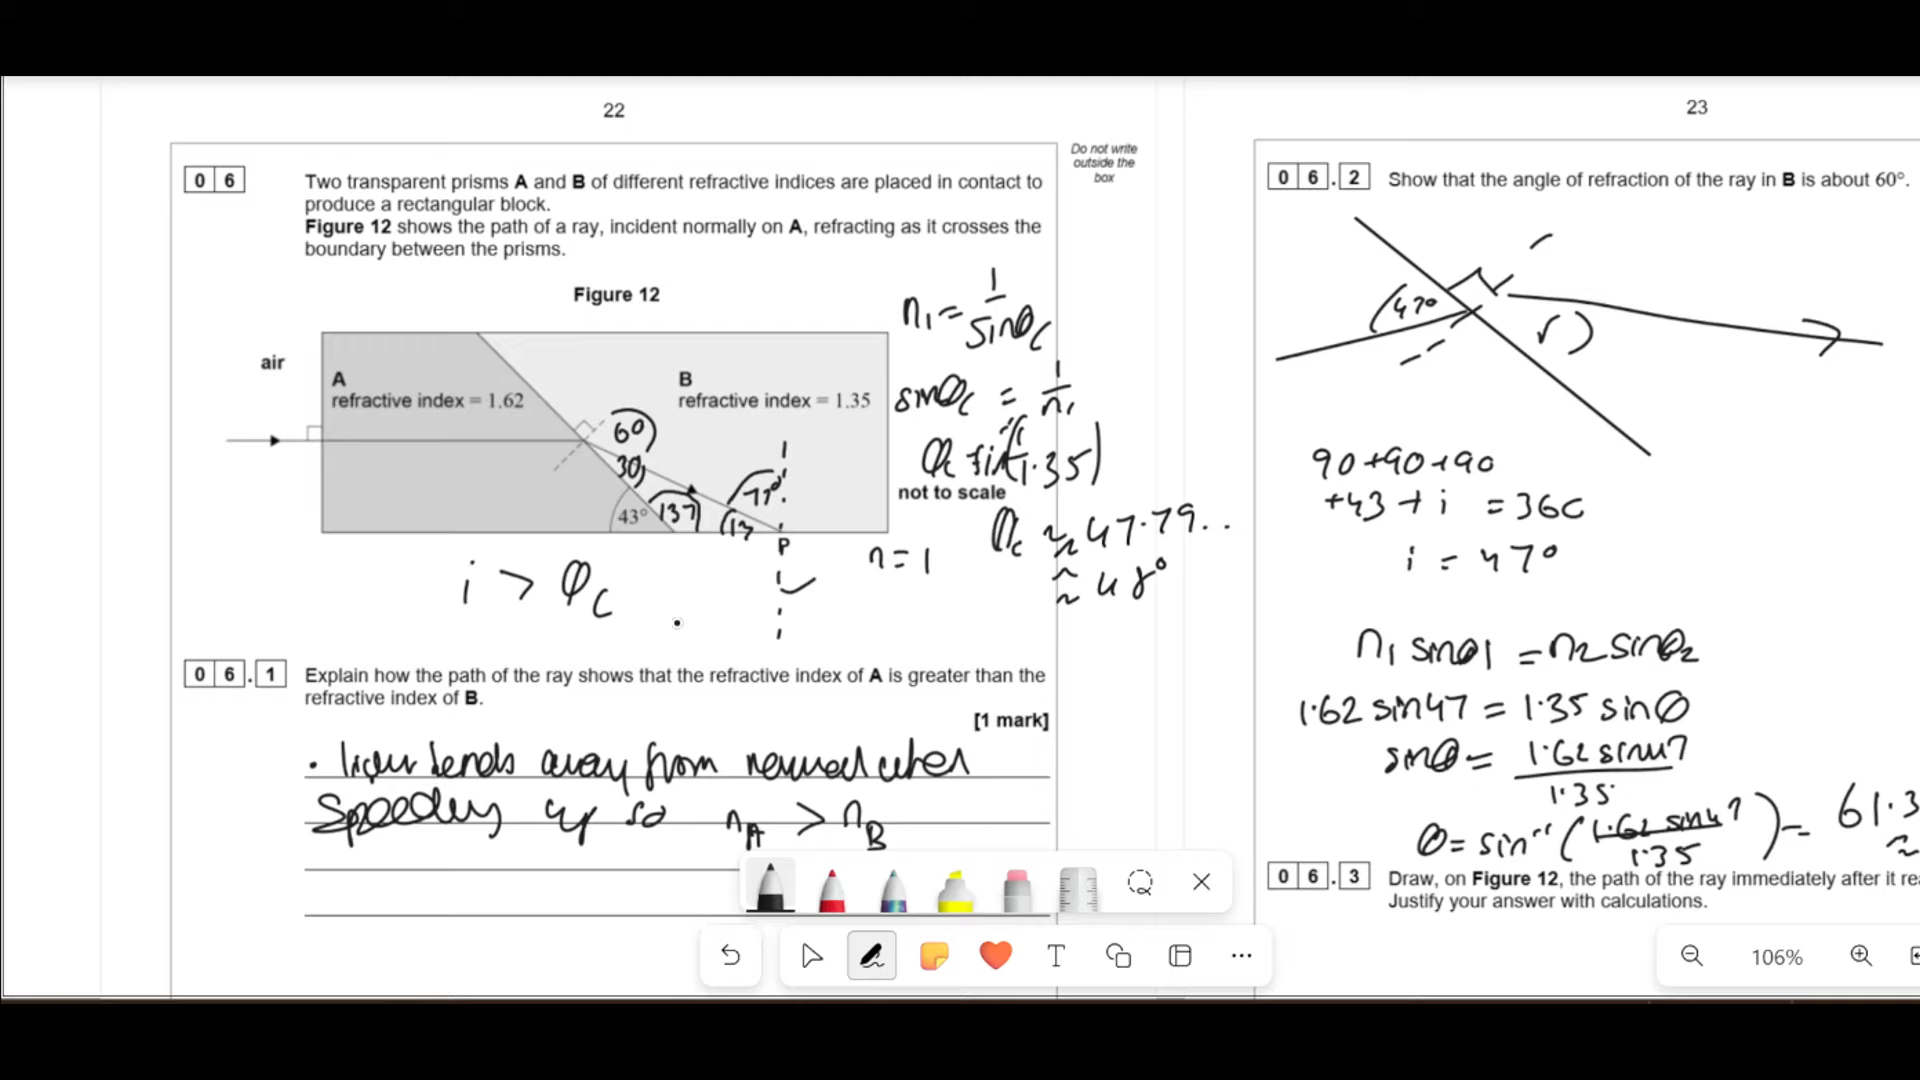 22
Do not write
outside the
box
0 6
Two transparent prisms A and B of different refractive indices are placed in contact to
produce a rectangular block.
Figure 12 shows the path of a ray, incident normally on A, refracting as it crosses the
boundary between the prisms.
Figure 12
air
A
refractive index = 1.62
B
refractive index = 1.35
60
30
43°
137
13
77°
P
not to scale
n₁ = 1/sinθc
sinθc = 1/n₁
n = 1
θc ≈ 47.79..
≈ 48°
i > θc
0 6 . 1
Explain how the path of the ray shows that the refractive index of A is greater than the
refractive index of B.
[1 mark]
bends away from normal when
speeding up so nA > nB
23
0 6 . 2
Show that the angle of refraction of the ray in B is about 60°.
47°
r
90+90+90
+43 + i = 360
i = 47°
n₁ sinθ1 = n₂ sinθ₂
1.62 sin47 = 1.35 sinθ
sinθ = 1.62 sin47/1.35
θ = sin⁻¹ (1.62 sin47/1.35) = 61.3
≈
0 6 . 3
Draw, on Figure 12, the path of the ray immediately after it rea
Justify your answer with calculations.
T
106%